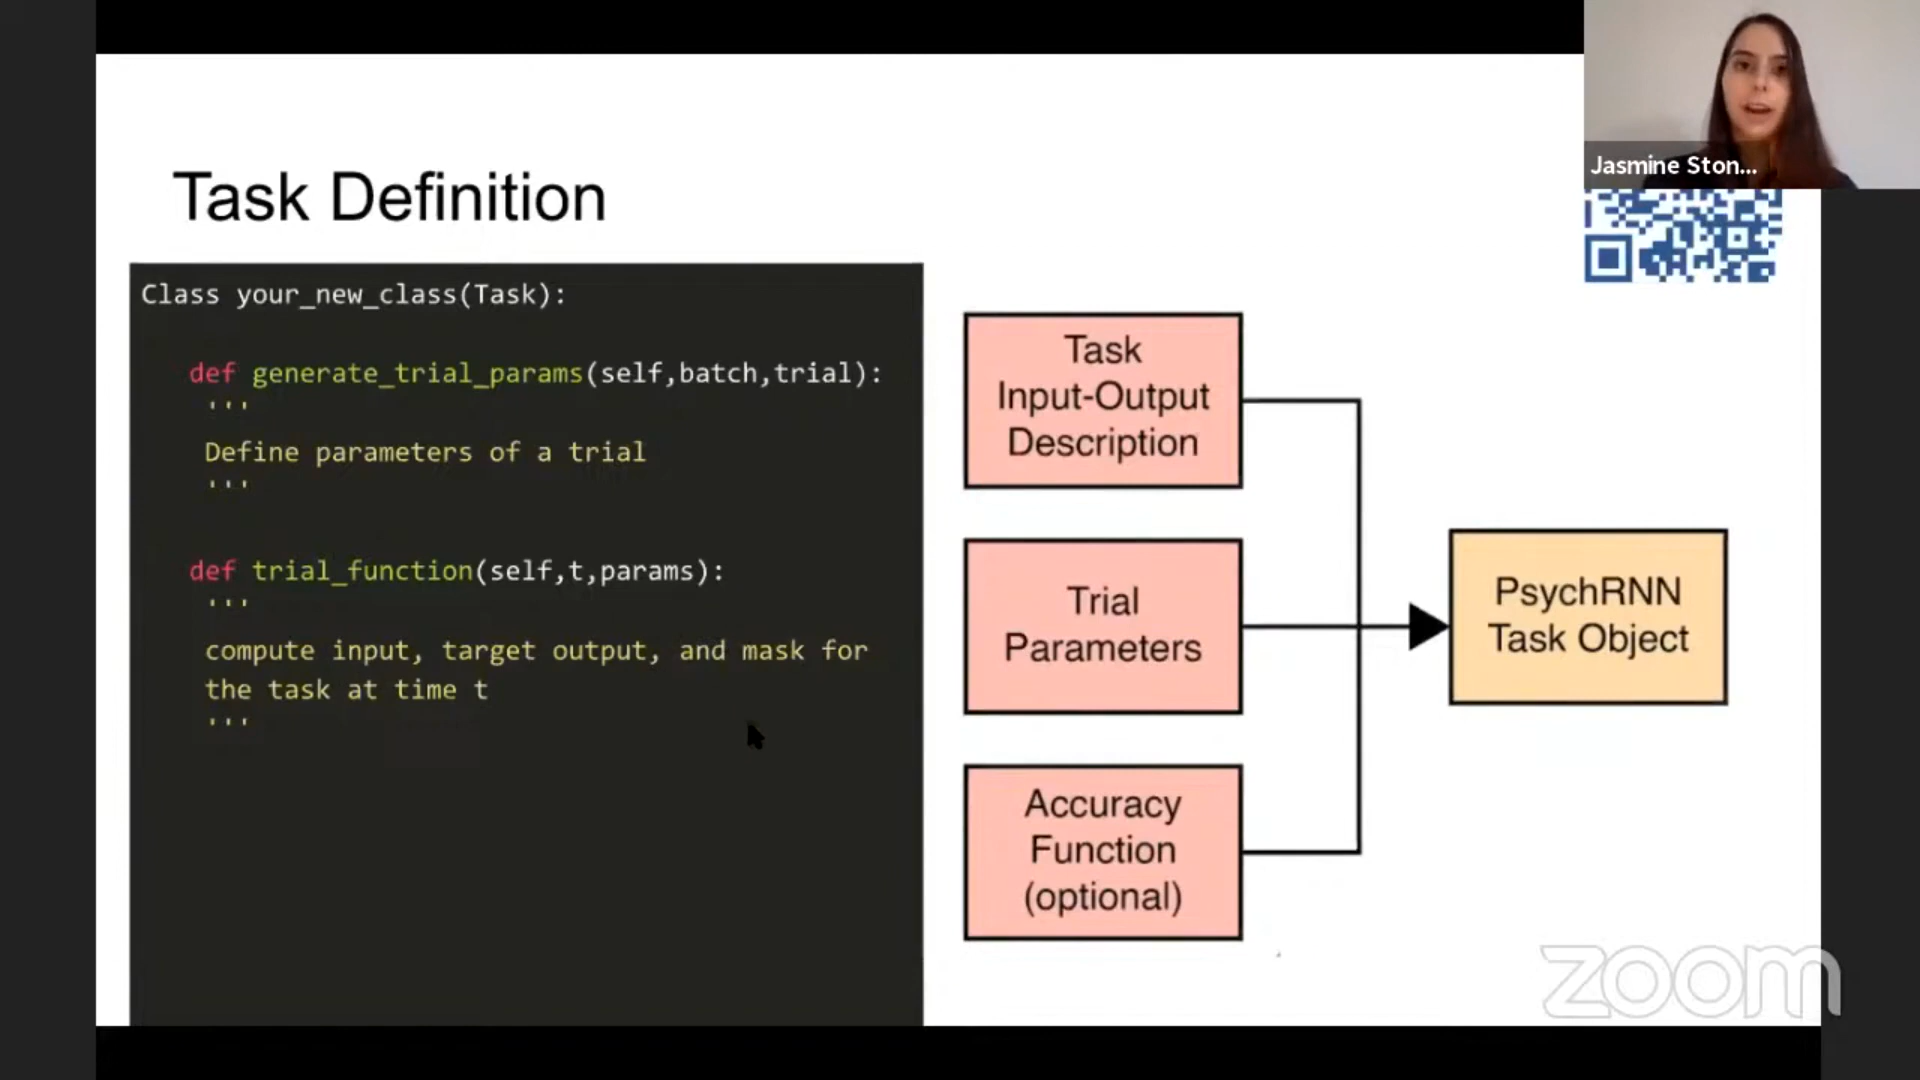 Jasmine Ston...
Task Definition
Class your_new_class(Task):
def generate_trial_params(self,batch,trial):
'''
Define parameters of a trial
'''
def trial_function(self,t,params):
'''
compute input, target output, and mask for
the task at time t
'''
Task
Input-Output
Description
Trial
Parameters
Accuracy
Function
(optional)
PsychRNN
Task Object
zoom